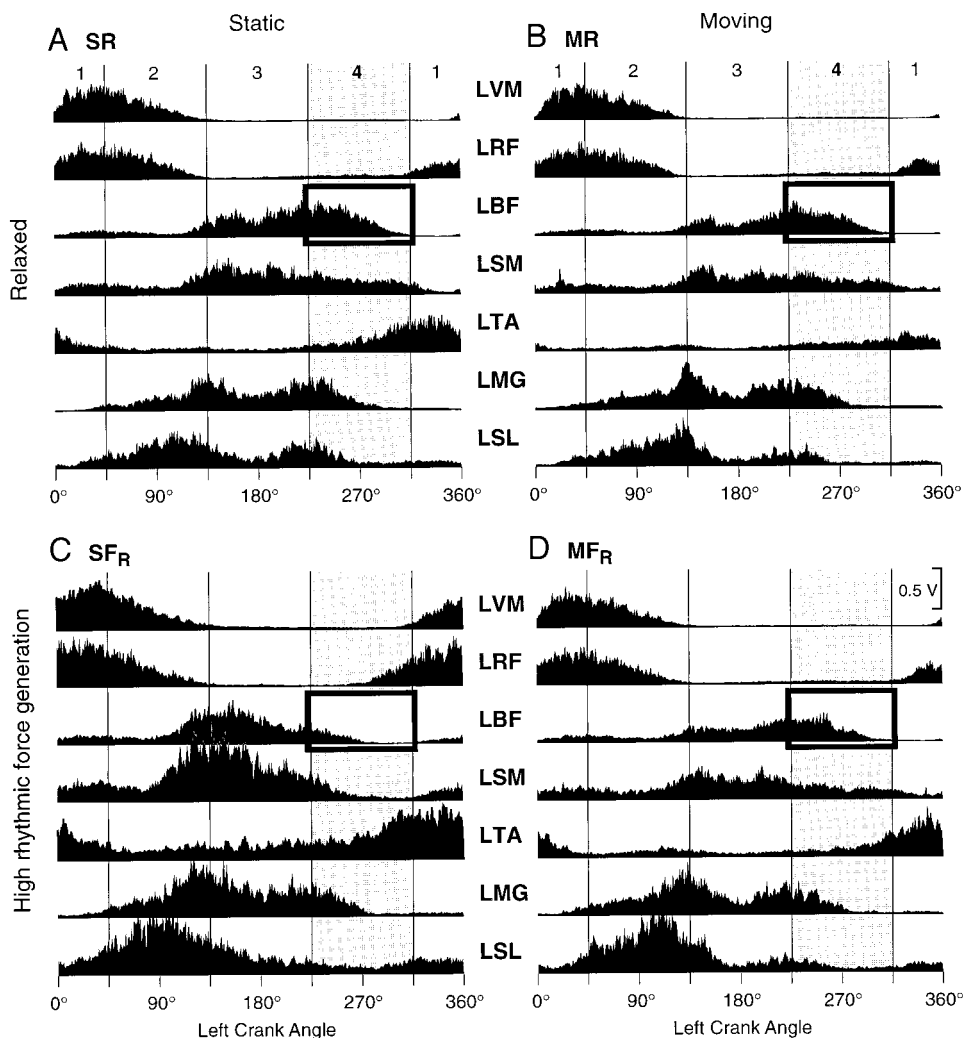 Static
Moving
A SR
B MR
1 2 3 4 1
1 2 3 4 1
LVM
LRF
LBF
LSM
LTA
LMG
LSL
Relaxed
0° 90° 180° 270° 360°
0° 90° 180° 270° 360°
C SFR
D MFR
0.5 V
LVM
LRF
LBF
LSM
LTA
LMG
LSL
High rhythmic force generation
0° 90° 180° 270° 360°
0° 90° 180° 270° 360°
Left Crank Angle
Left Crank Angle